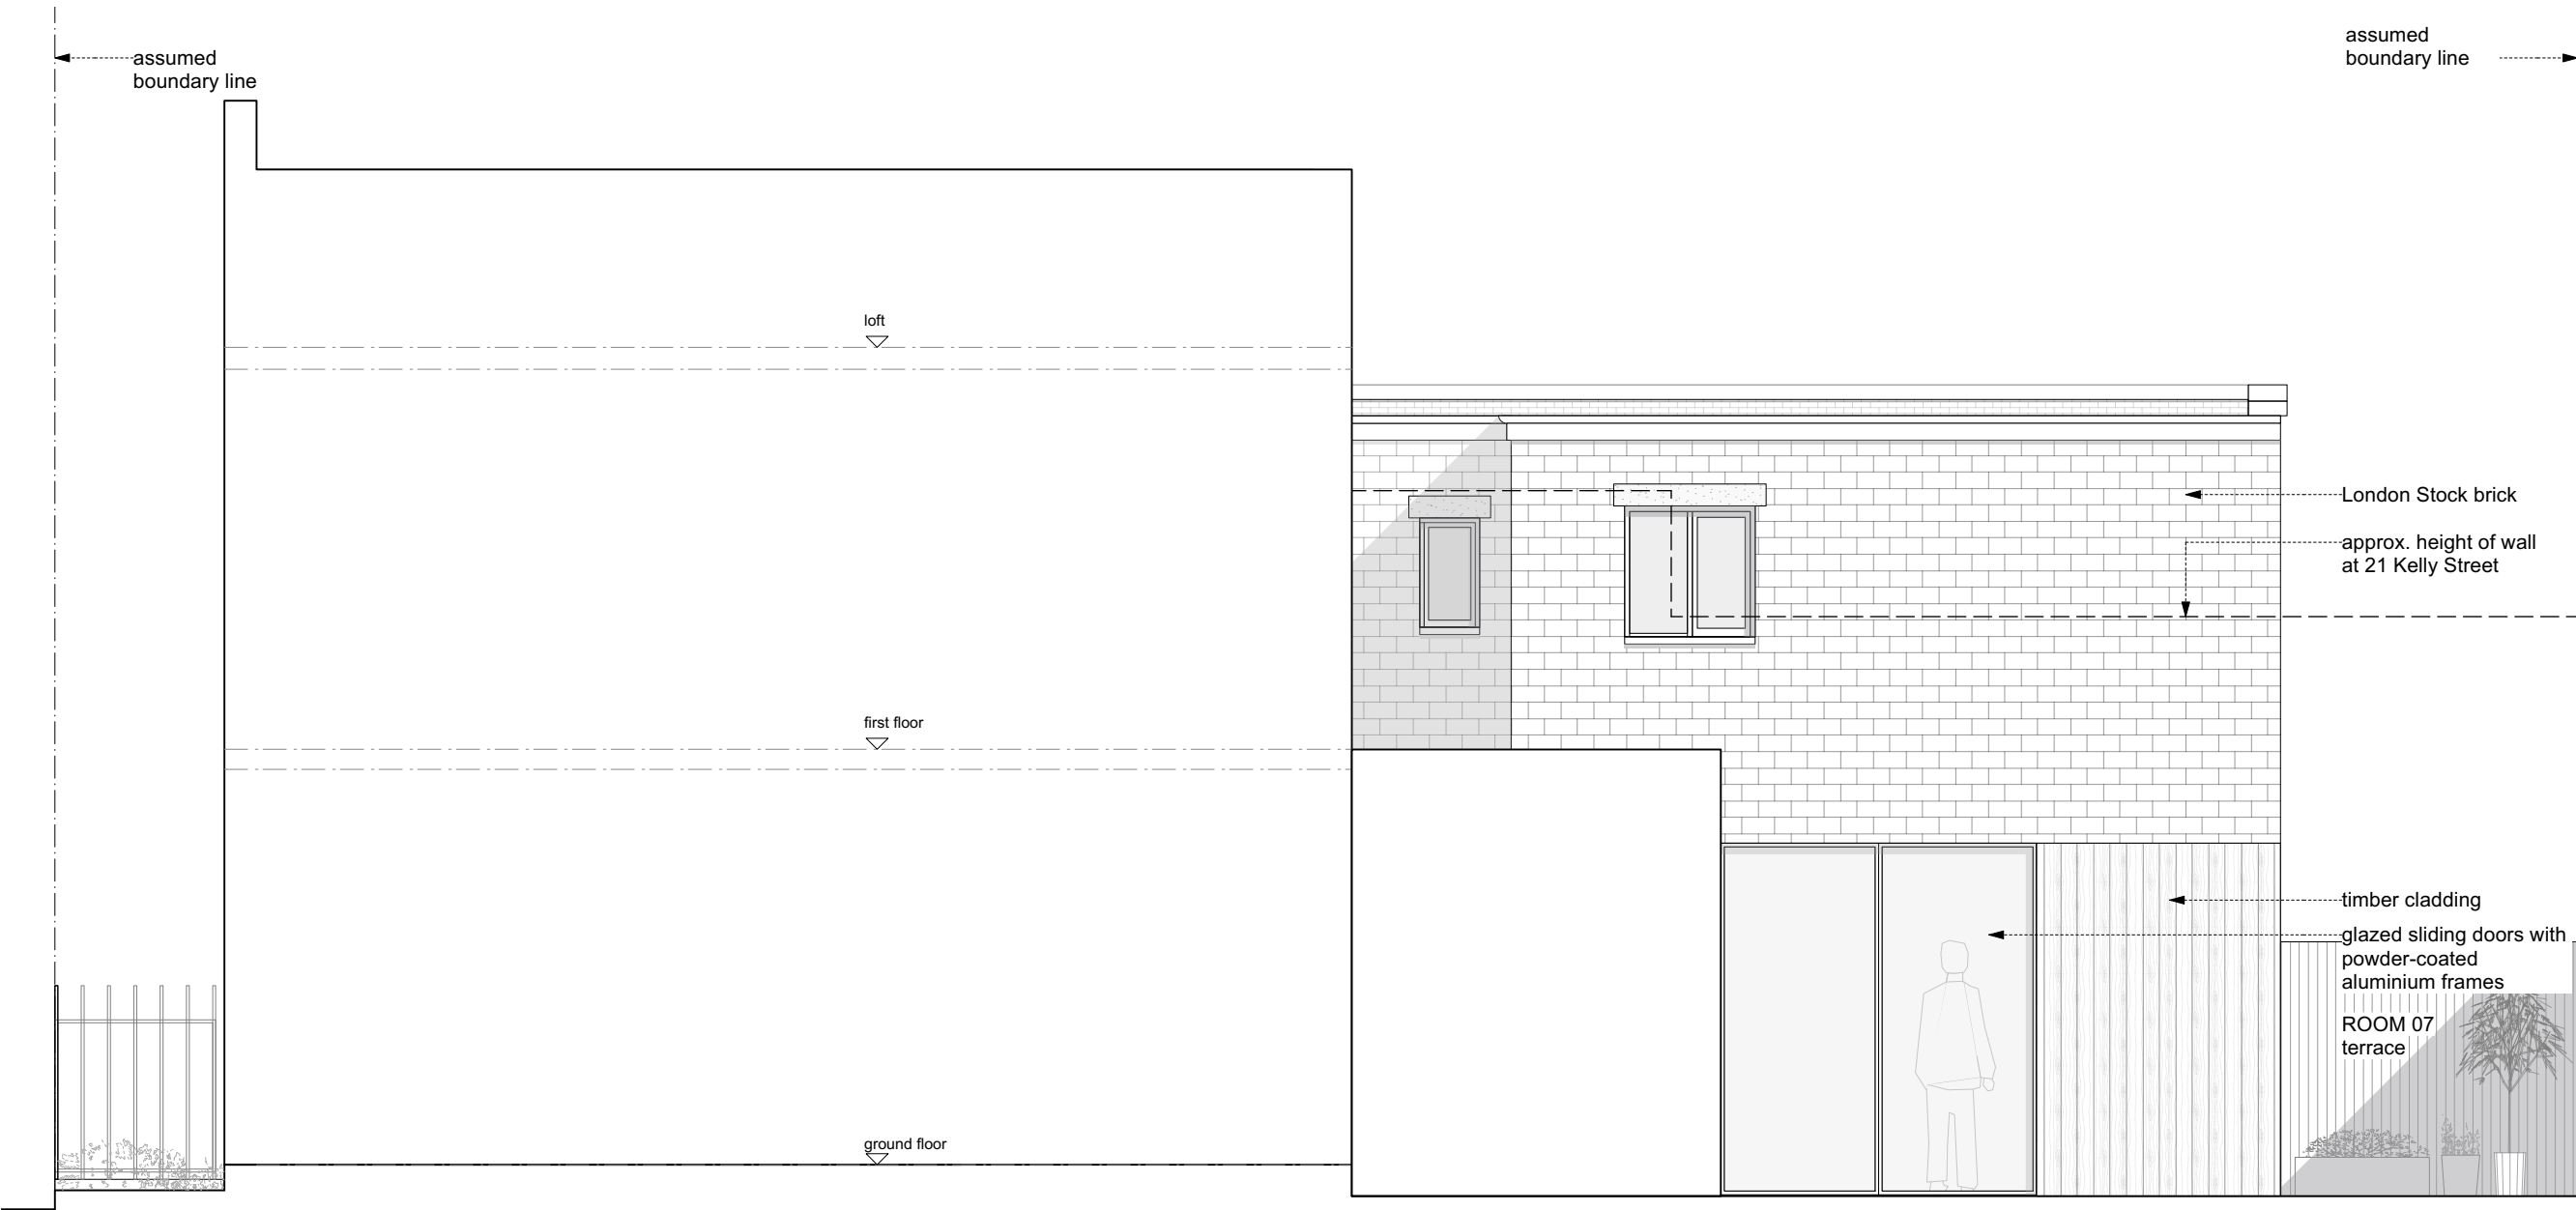 assumed
boundary line
assumed
boundary line
loft
London Stock brick
approx. height of wall
at 21 Kelly Street
first floor
timber cladding
glazed sliding doors with
powder-coated
aluminium frames
ROOM 07
terrace
ground floor